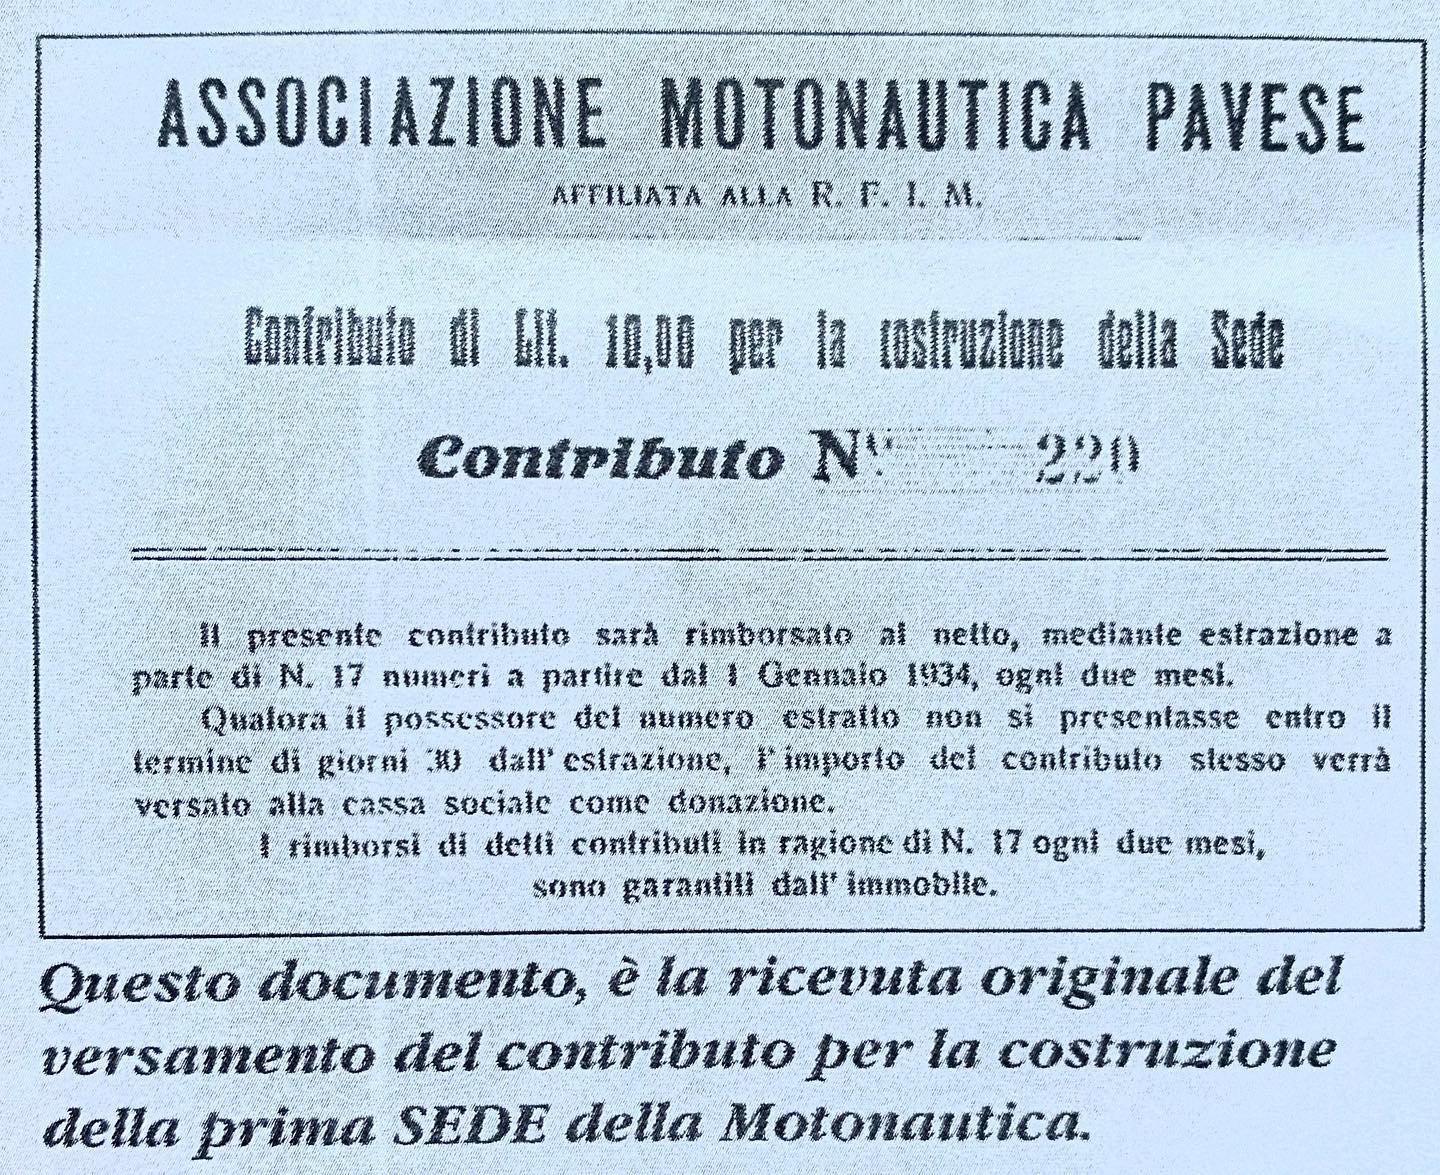 ASSOCIAZIONE MOTONAUTICA PAVESE
AFFILIATA ALLA R. F. I. M.
Contributo di Lit. 10,00 per la costruzione della Sede
Contributo N° 220
Il presente contributo sarà rimborsato al netto, mediante estrazione a
parte di N. 17 numeri a partire dal 1 Gennaio 1934, ogni due mesi.
Qualora il possessore del numero estratto non si presentasse entro il
termine di giorni 30 dall' estrazione, l' importo del contributo stesso verrà
versato alla cassa sociale come donazione.
I rimborsi di detti contributi in ragione di N. 17 ogni due mesi,
sono garantiti dall' immobile.
Questo documento, è la ricevuta originale del
versamento del contributo per la costruzione
della prima SEDE della Motonautica.